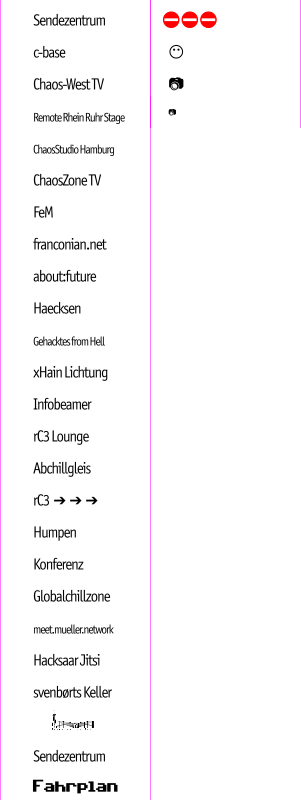 Sendezentrum
c-base
Chaos-West TV
Remote Rhein Ruhr Stage
ChaosStudio Hamburg
ChaosZone TV
FeM
franconian.net
about:future
Haecksen
Gehacktes from Hell
xHain Lichtung
Infobeamer
rC3 Lounge
Abchillgleis
rC3 ➔ ➔ ➔
Humpen
Konferenz
Globalchillzone
meet.mueller.network
Hacksaar Jitsi
svenbørts Keller
Sendezentrum
Fahrplan